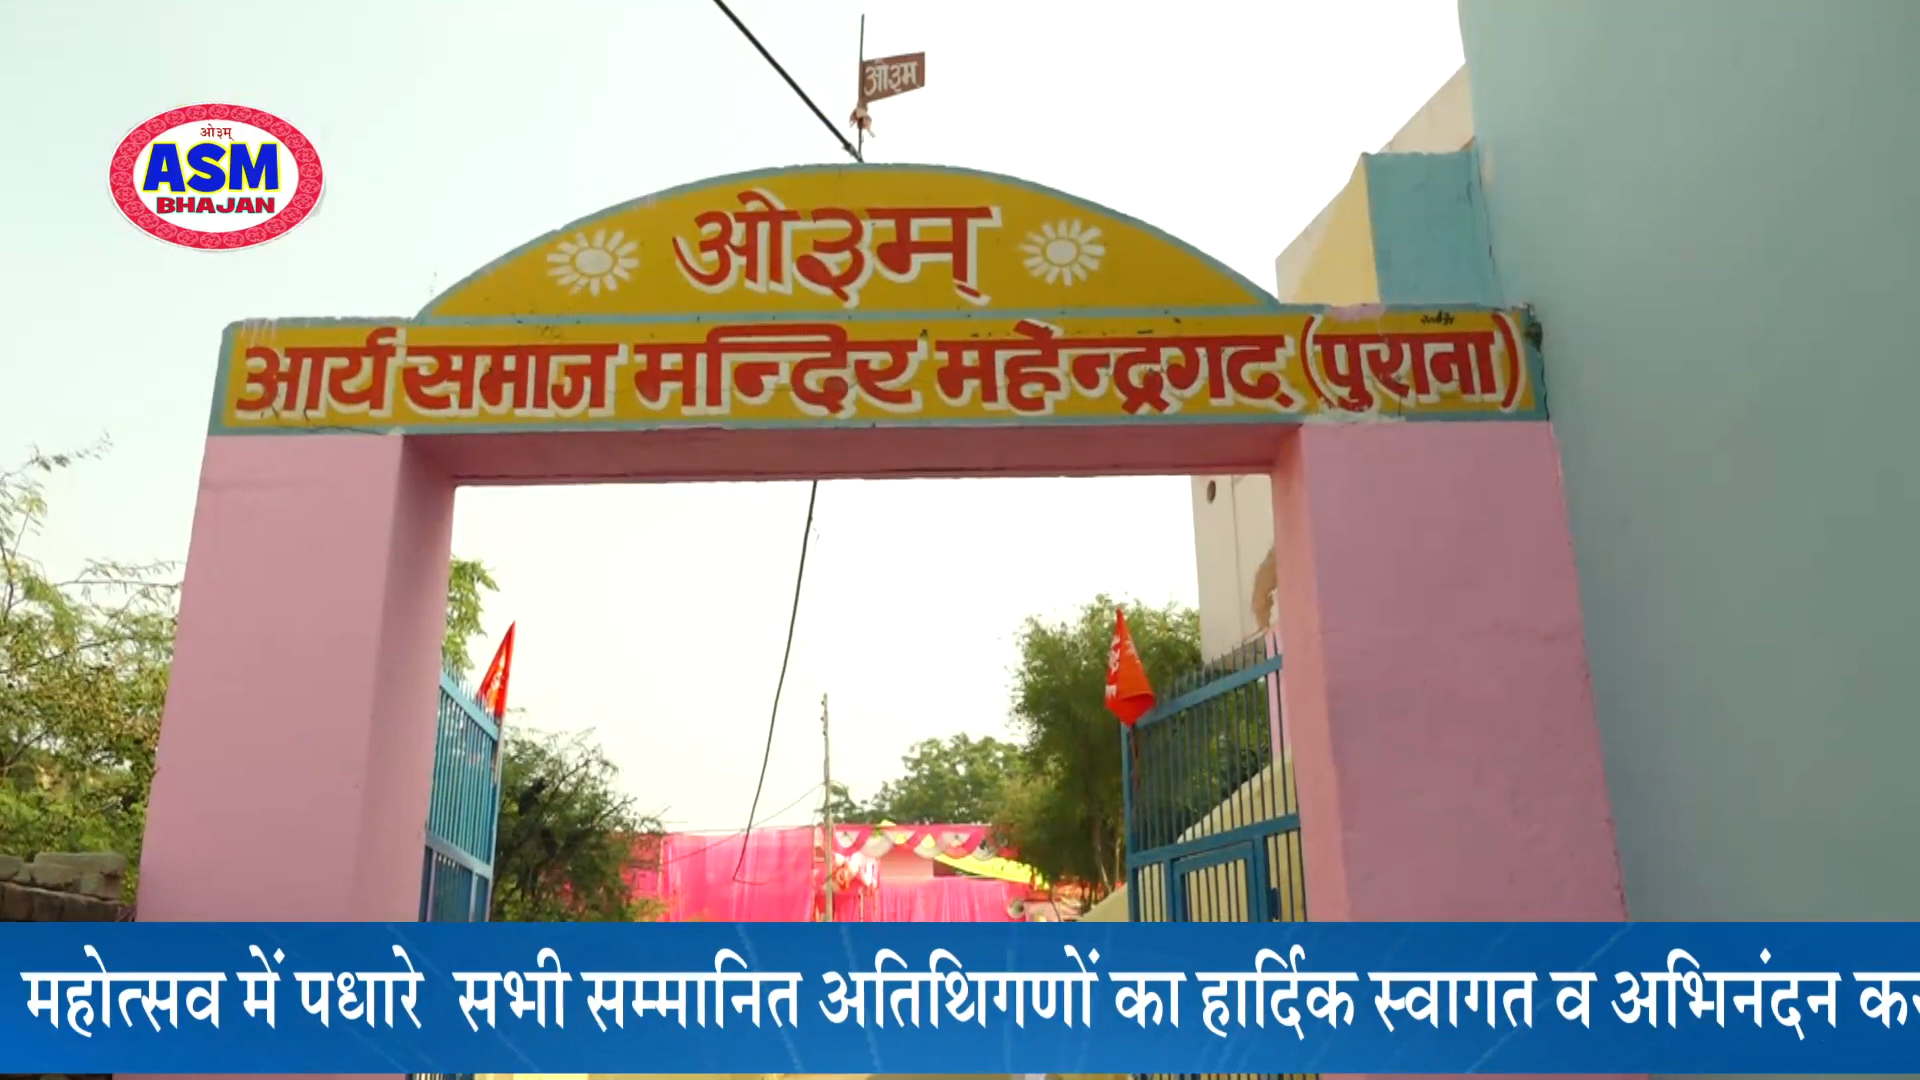 ओ३म
ओ३म्
ASM
BHAJAN
ओ३म्
आर्य समाज मन्दिर महेन्द्रगढ़ (पुराना)
महोत्सव में पधारे सभी सम्मानित अतिथिगणों का हार्दिक स्वागत व अभिनंदन